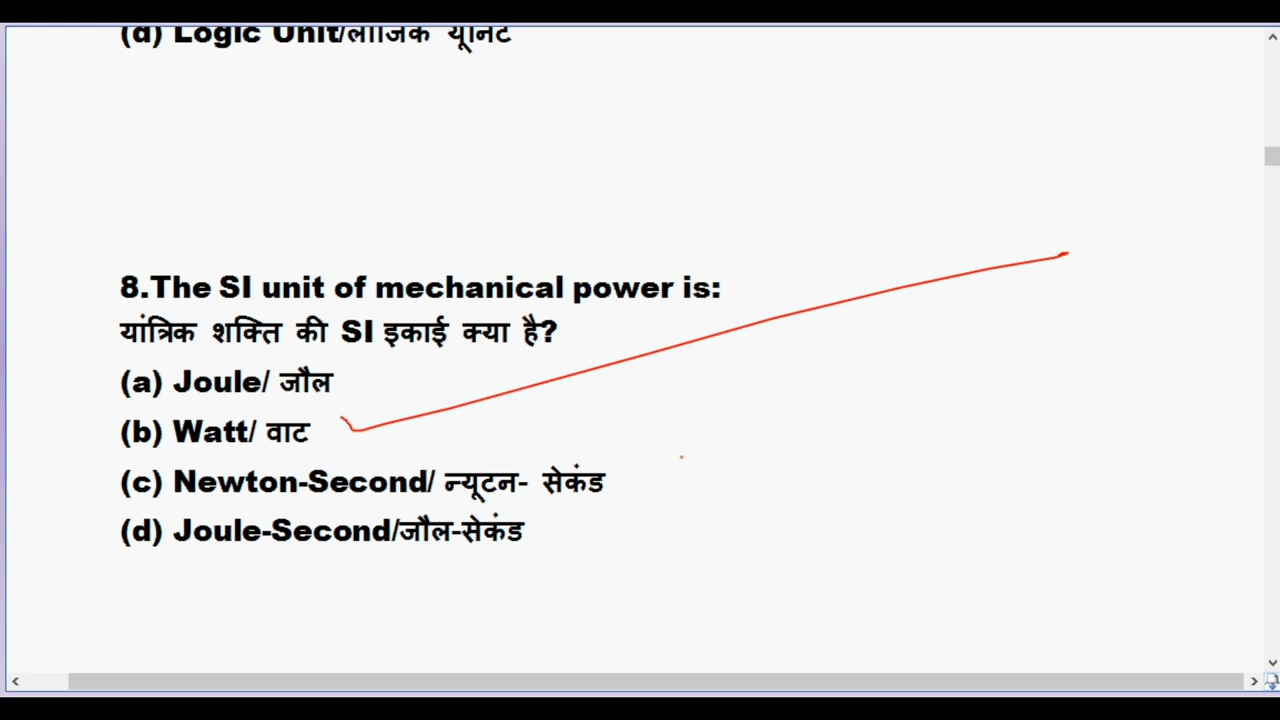 (d) Logic Unit/लॉजिक यूनिट
8.The SI unit of mechanical power is:
यांत्रिक शक्ति की SI इकाई क्या है?
(a) Joule/ जौल
(b) Watt/ वाट
(c) Newton-Second/ न्यूटन- सेकंड
(d) Joule-Second/जौल-सेकंड